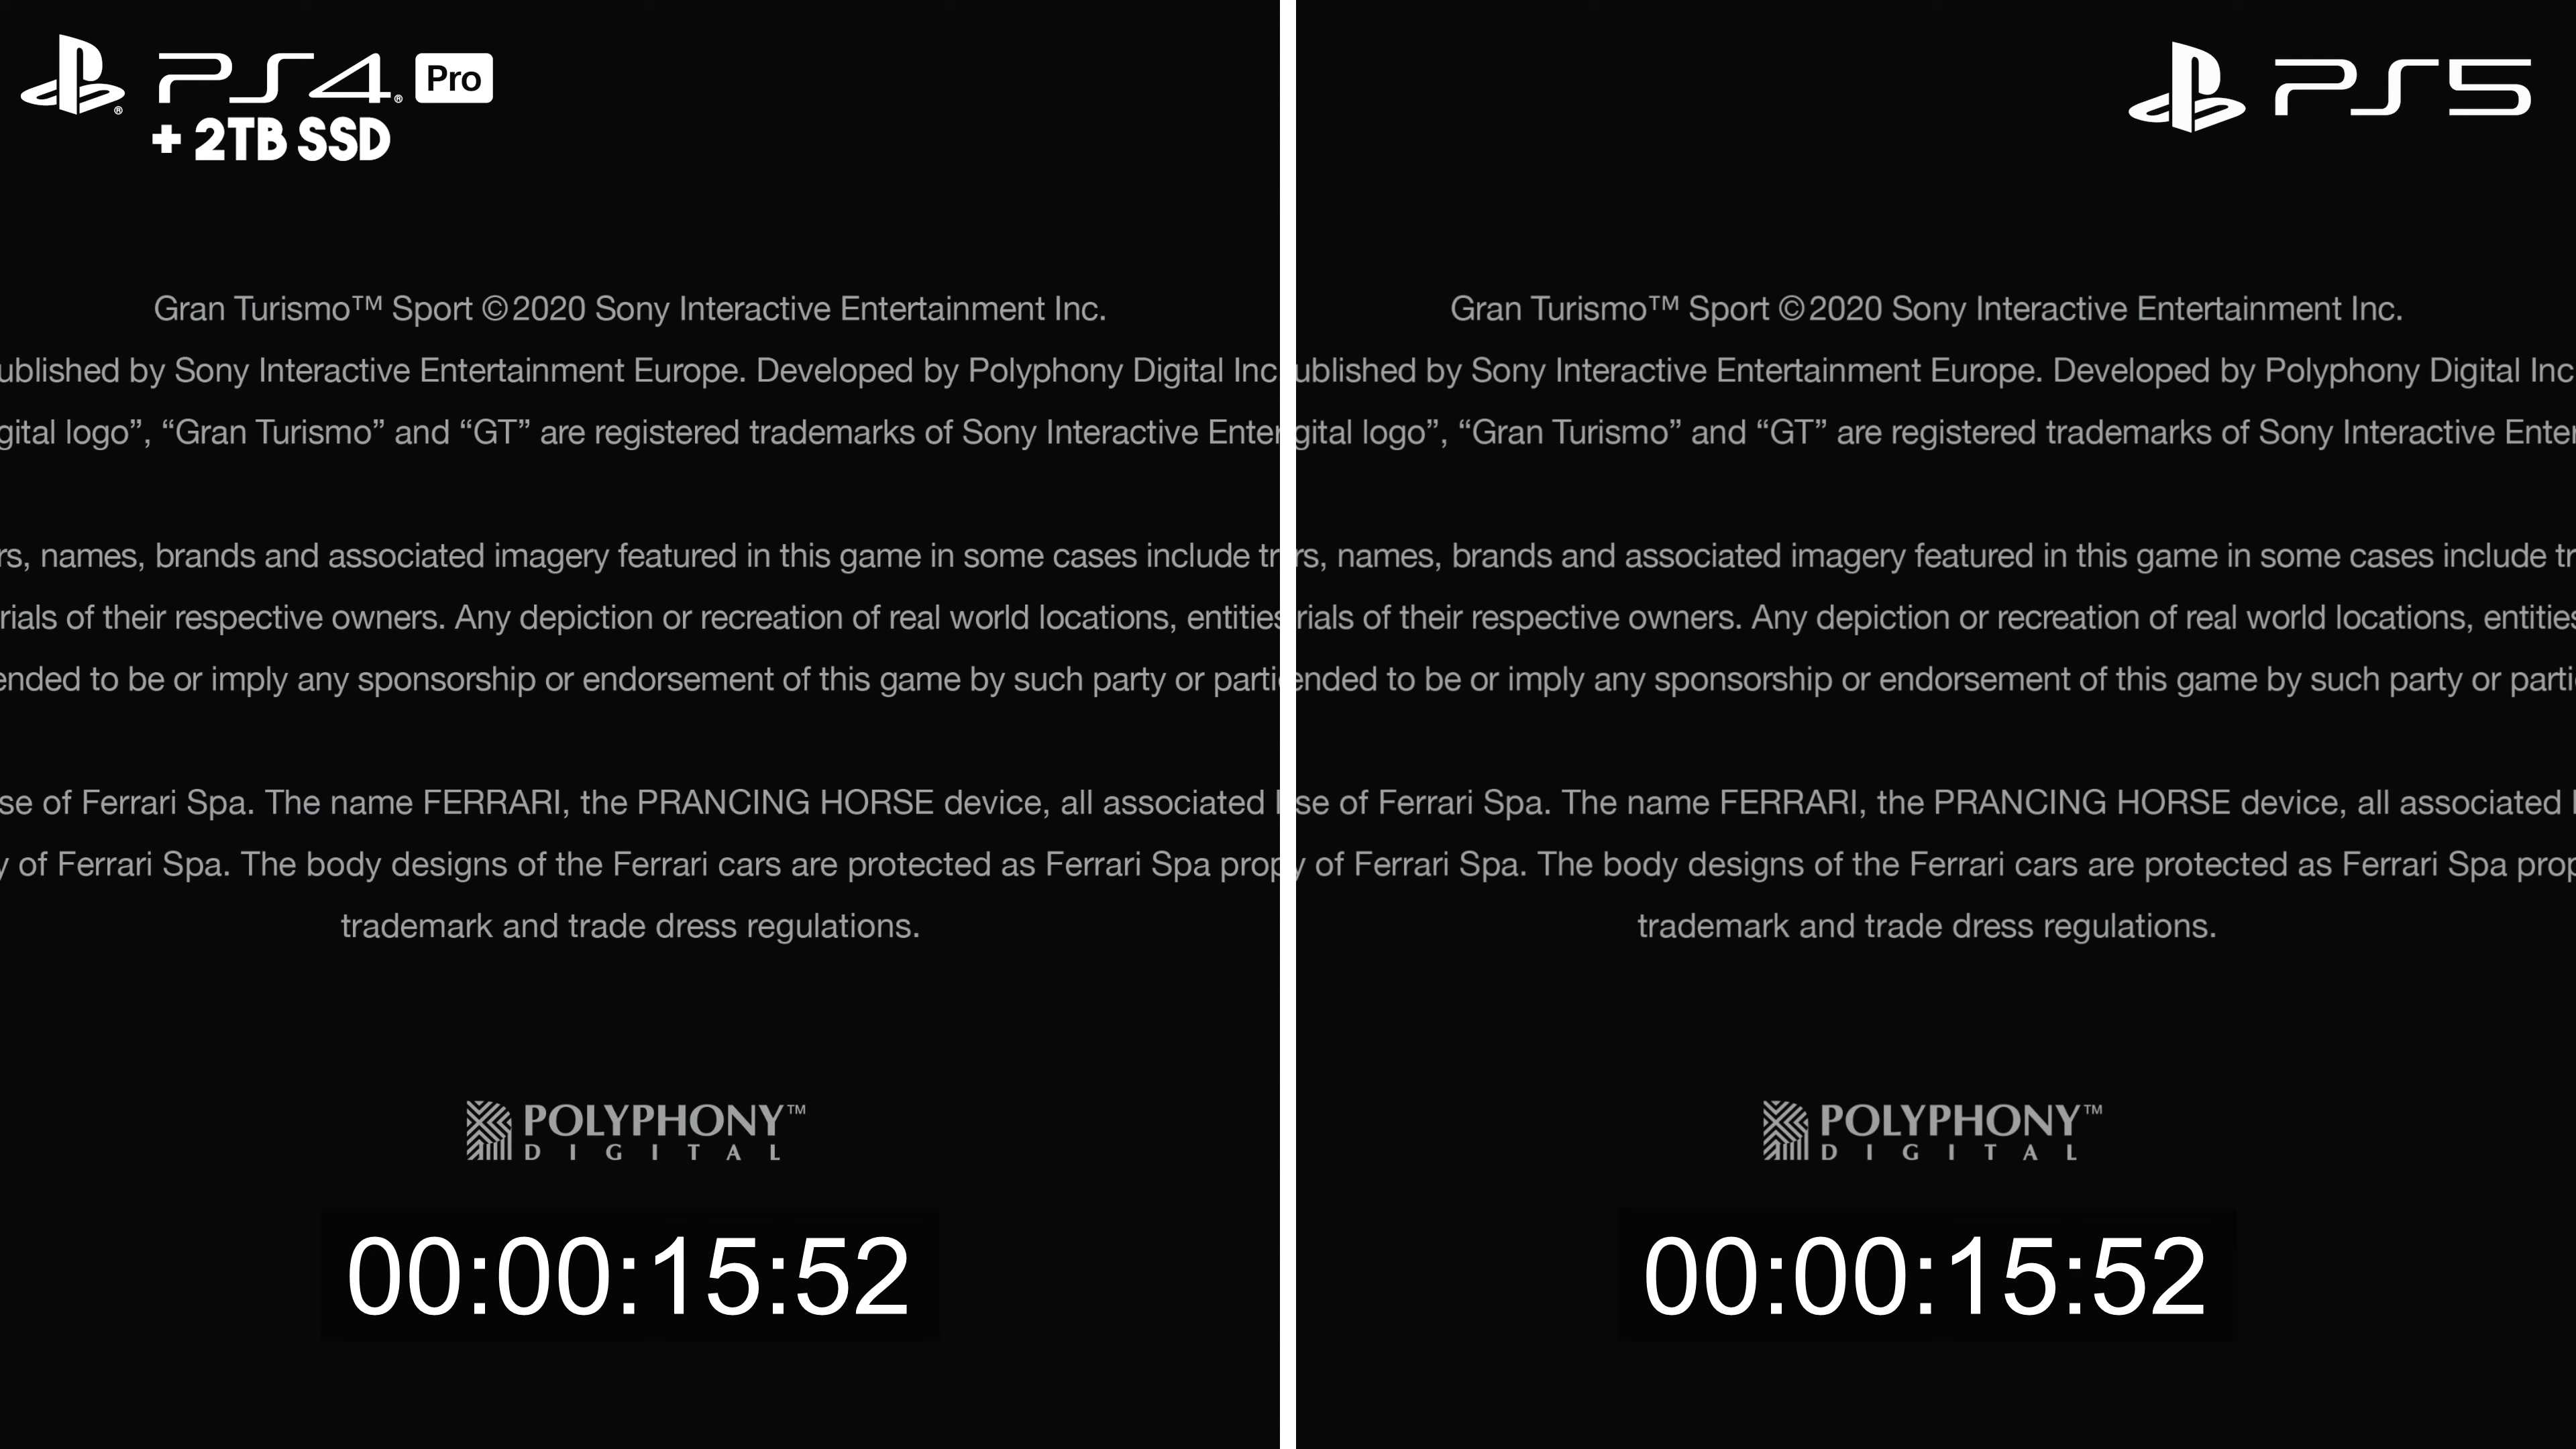 PS4 Pro
+ 2TB SSD
Gran Turismo™ Sport ©2020 Sony Interactive Entertainment Inc.
ublished by Sony Interactive Entertainment Europe. Developed by Polyphony Digital Inc
gital logo”, “Gran Turismo” and “GT” are registered trademarks of Sony Interactive Enter
rs, names, brands and associated imagery featured in this game in some cases include tr
rials of their respective owners. Any depiction or recreation of real world locations, entities
ended to be or imply any sponsorship or endorsement of this game by such party or parti
se of Ferrari Spa. The name FERRARI, the PRANCING HORSE device, all associated
y of Ferrari Spa. The body designs of the Ferrari cars are protected as Ferrari Spa prop
trademark and trade dress regulations.
POLYPHONY™
DIGITAL
00:00:15:52
PS5
Gran Turismo™ Sport ©2020 Sony Interactive Entertainment Inc.
ublished by Sony Interactive Entertainment Europe. Developed by Polyphony Digital Inc
gital logo”, “Gran Turismo” and “GT” are registered trademarks of Sony Interactive Enter
rs, names, brands and associated imagery featured in this game in some cases include tr
rials of their respective owners. Any depiction or recreation of real world locations, entities
ended to be or imply any sponsorship or endorsement of this game by such party or parti
se of Ferrari Spa. The name FERRARI, the PRANCING HORSE device, all associated
y of Ferrari Spa. The body designs of the Ferrari cars are protected as Ferrari Spa prop
trademark and trade dress regulations.
POLYPHONY™
DIGITAL
00:00:15:52